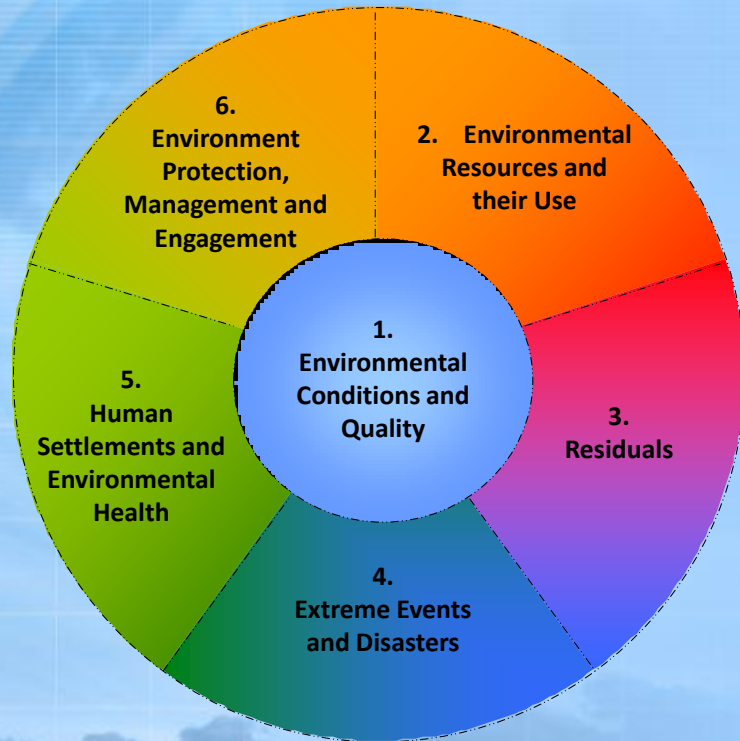 1.
Environmental
Conditions and
Quality
2. Environmental
Resources and
their Use
3.
Residuals
4.
Extreme Events
and Disasters
5.
Human
Settlements and
Environmental
Health
6.
Environment
Protection,
Management and
Engagement